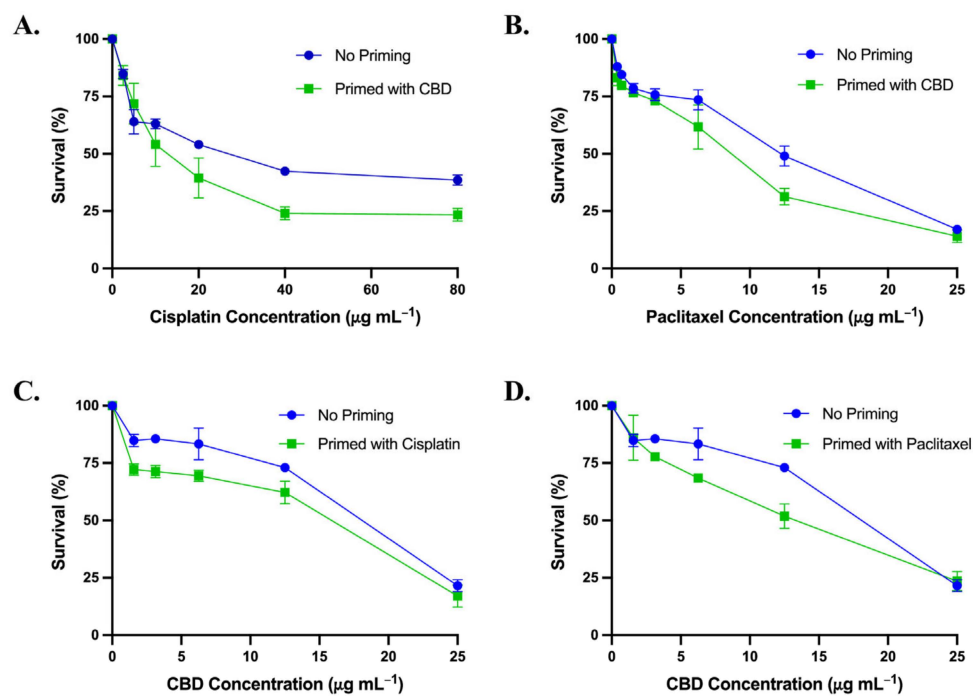 A.
No Priming
Primed with CBD
Survival (%)
100
75
50
25
0
0 20 40 60 80
Cisplatin Concentration (μg mL⁻¹)
B.
No Priming
Primed with CBD
Survival (%)
100
75
50
25
0
0 5 10 15 20 25
Paclitaxel Concentration (μg mL⁻¹)
C.
No Priming
Primed with Cisplatin
Survival (%)
100
75
50
25
0
0 5 10 15 20 25
CBD Concentration (μg mL⁻¹)
D.
No Priming
Primed with Paclitaxel
Survival (%)
100
75
50
25
0
0 5 10 15 20 25
CBD Concentration (μg mL⁻¹)